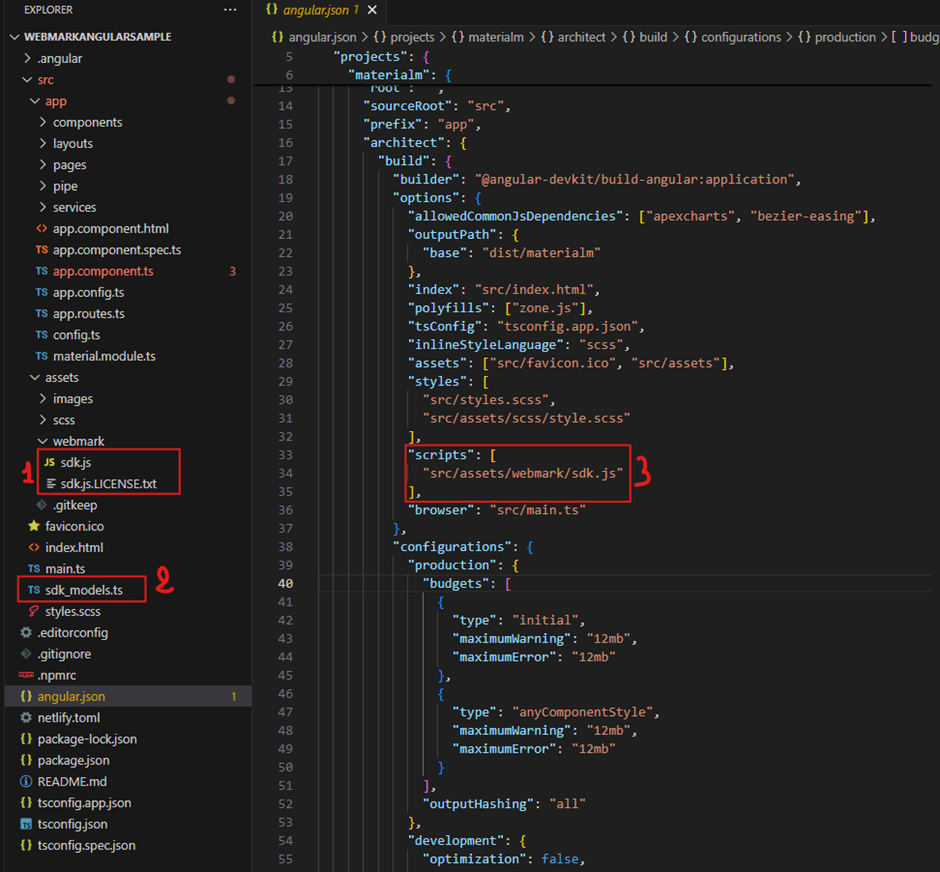 EXPLORER ...
WEBMARKANGULARSAMPLE
.angular
src
app
components
layouts
pages
pipe
services
app.component.html
TS app.component.spec.ts
TS app.component.ts 3
TS app.config.ts
TS app.routes.ts
TS config.ts
TS material.module.ts
assets
images
scss
webmark
1
JS sdk.js
sdk.js.LICENSE.txt
.gitkeep
favicon.ico
index.html
TS main.ts
TS sdk_models.ts 2
styles.scss
.editorconfig
.gitignore
.npmrc
{} angular.json 1
netlify.toml
{} package-lock.json
{} package.json
README.md
{} tsconfig.app.json
TS tsconfig.json
{} tsconfig.spec.json
{} angular.json 1 ✕
{} angular.json > {} projects > {} materialm > {} architect > {} build > {} configurations > {} production > [ ] budg
5 "projects": {
6 "materialm": {
13 "root": "",
14 "sourceRoot": "src",
15 "prefix": "app",
16 "architect": {
17 "build": {
18 "builder": "@angular-devkit/build-angular:application",
19 "options": {
20 "allowedCommonJsDependencies": ["apexcharts", "bezier-easing"],
21 "outputPath": {
22 "base": "dist/materialm"
23 },
24 "index": "src/index.html",
25 "polyfills": ["zone.js"],
26 "tsConfig": "tsconfig.app.json",
27 "inlineStyleLanguage": "scss",
28 "assets": ["src/favicon.ico", "src/assets"],
29 "styles": [
30 "src/styles.scss",
31 "src/assets/scss/style.scss"
32 ],
33 "scripts": [
34 "src/assets/webmark/sdk.js" 3
35 ],
36 "browser": "src/main.ts"
37 },
38 "configurations": {
39 "production": {
40 "budgets": [
41 {
42 "type": "initial",
43 "maximumWarning": "12mb",
44 "maximumError": "12mb"
45 },
46 {
47 "type": "anyComponentStyle",
48 "maximumWarning": "12mb",
49 "maximumError": "12mb"
50 }
51 ],
52 "outputHashing": "all"
53 },
54 "development": {
55 "optimization": false,